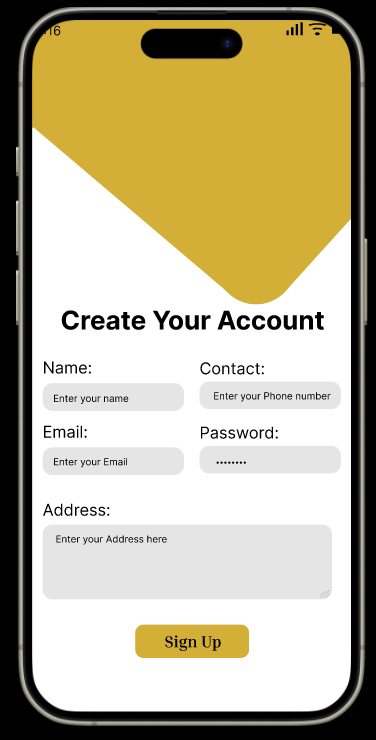 :16
Create Your Account
Name: Contact:
Enter your name Enter your Phone number
Email: Password:
Enter your Email ........
Address:
Enter your Address here
Sign Up